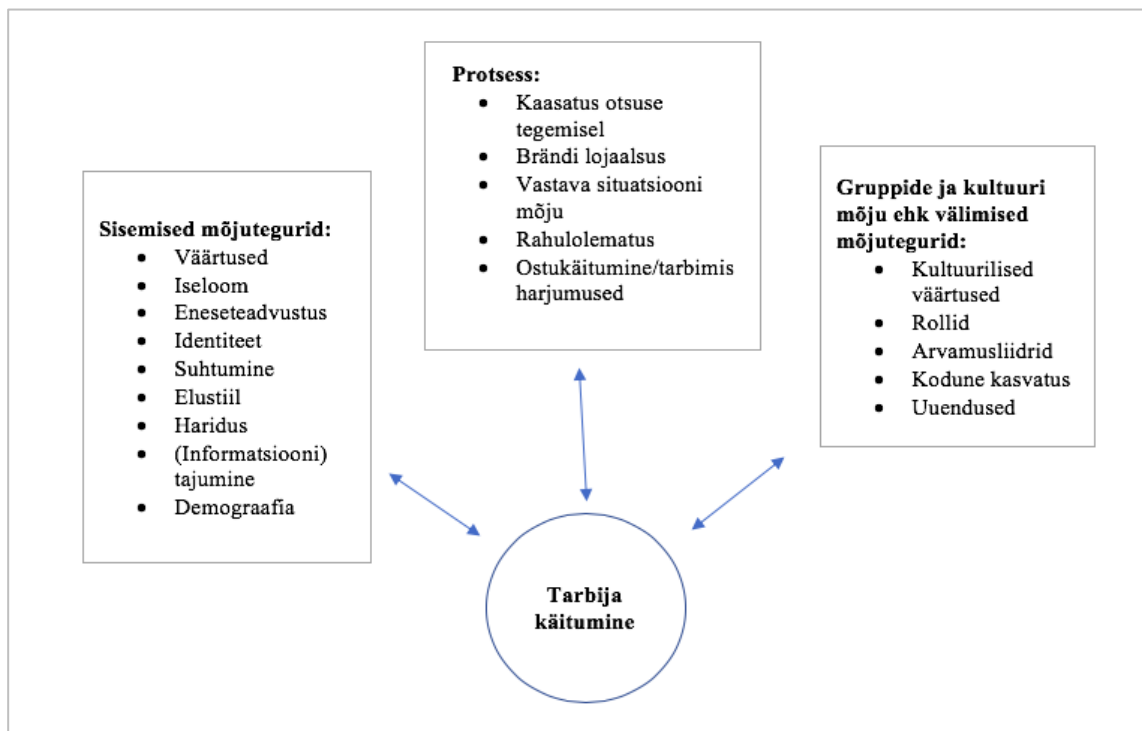 Sisemised mõjutegurid:
• Väärtused
• Iseloom
• Eneseteadvustus
• Identiteet
• Suhtumine
• Elustiil
• Haridus
• (Informatsiooni)
tajumine
• Demograafia
Protsess:
• Kaasatus otsuse
tegemisel
• Brändi lojaalsus
• Vastava situatsiooni
mõju
• Rahulolematus
• Ostukäitumine/tarbimis
harjumused
Gruppide ja kultuuri
mõju ehk välimised
mõjutegurid:
• Kultuurilised
väärtused
• Rollid
• Arvamusliidrid
• Kodune kasvatus
• Uuendused
Tarbija
käitumine